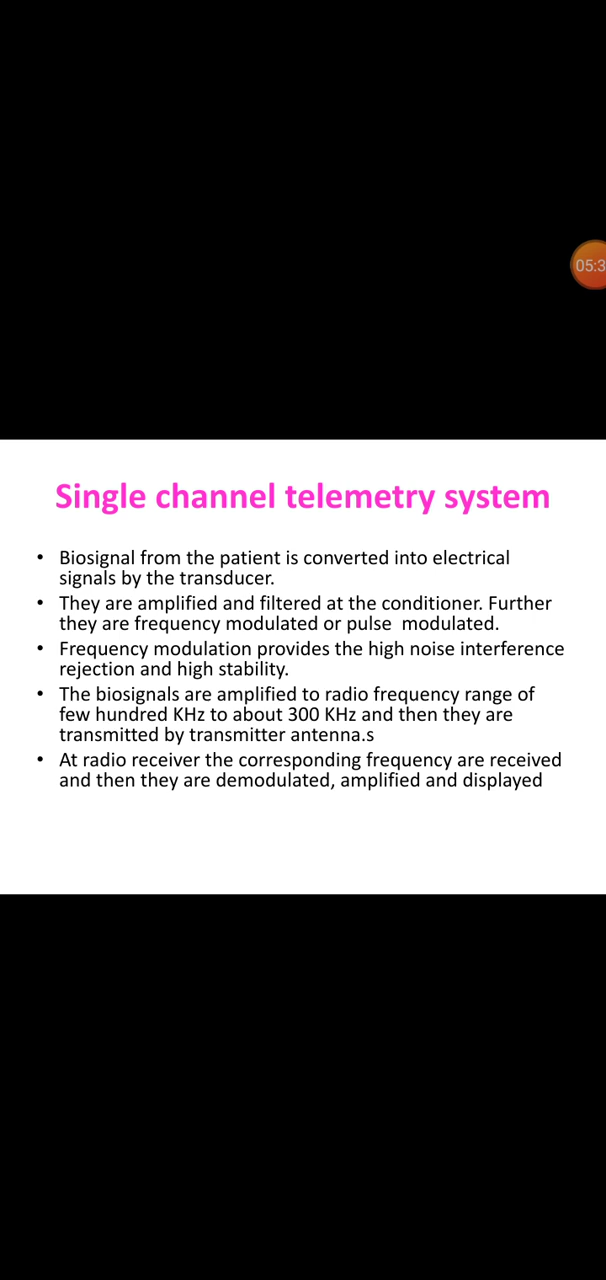 05:3
Single channel telemetry system
• Biosignal from the patient is converted into electrical
signals by the transducer.
• They are amplified and filtered at the conditioner. Further
they are frequency modulated or pulse  modulated.
• Frequency modulation provides the high noise interference
rejection and high stability.
• The biosignals are amplified to radio frequency range of
few hundred KHz to about 300 KHz and then they are
transmitted by transmitter antenna.s
• At radio receiver the corresponding frequency are received
and then they are demodulated, amplified and displayed